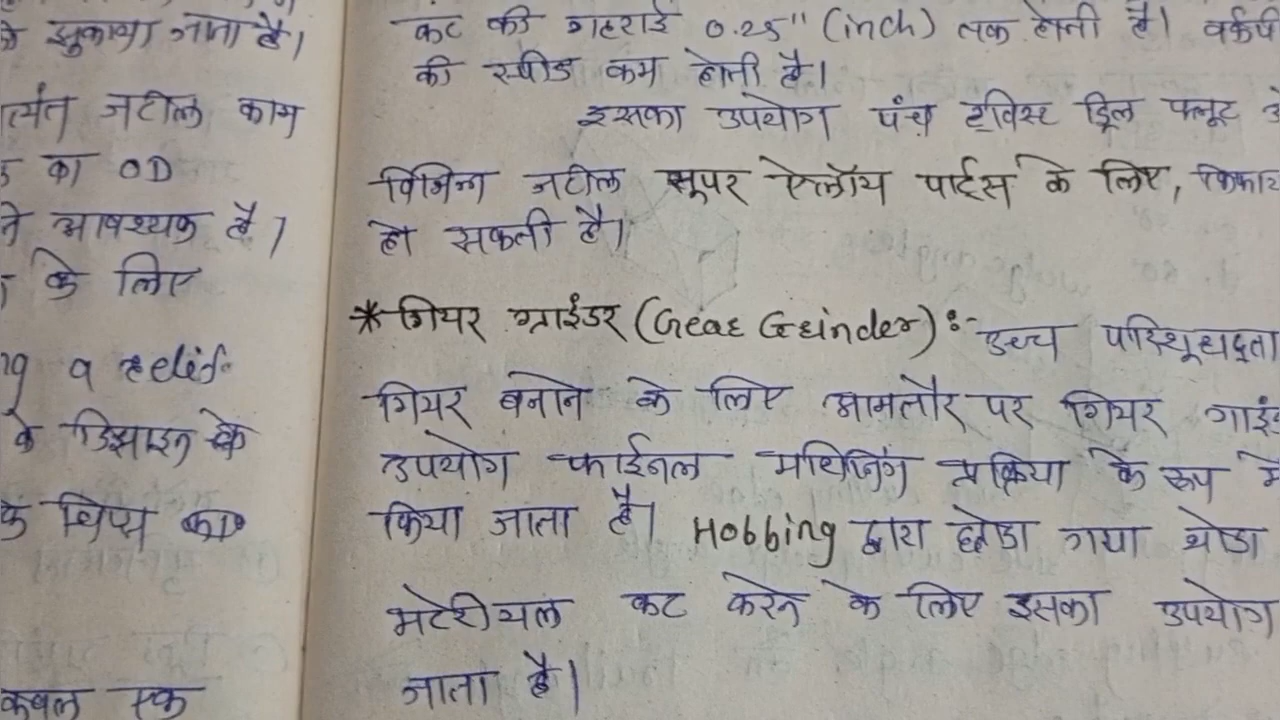 झुकाया जाता है।
त्यंत जटील काम
का OD
आवश्यक है।
के लिए
व relief
के डिझाइन के
केवल एक
कट की गहराई 0.25" (inch) तक होती है। वर्कपी
की स्पीड कम होती है।
इसका उपयोग पंच ट्विस्ट ड्रिल फ्लूट
विभिन्न जटील सूपर ऐलॉय पार्ट्स के लिए,
हो सकती है।
* गियर ग्राईंडर (Gear Grinder) :- उच्च परिशुद्धता
गियर बनाने के लिए आमतौर पर गियर गाईं
उपयोग फाईनल मशिनिंग प्रक्रिया के रूप में
किया जाता है। Hobbing द्वारा छोडा गया थोडा
मटेरीयल कट करने के लिए इसका उपयोग
जाता है।